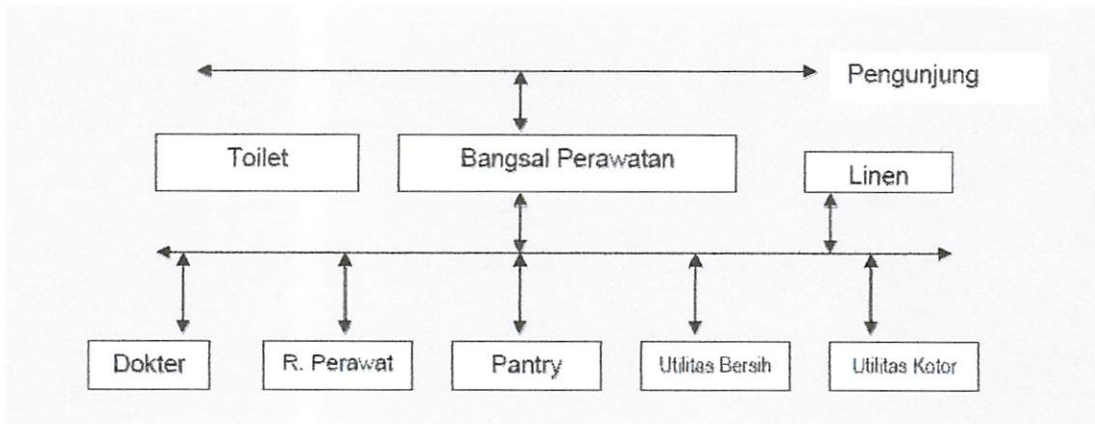 Pengunjung
Toilet
Bangsal Perawatan
Linen
Dokter
R. Perawat
Pantry
Utilitas Bersih
Utilitas Kotor